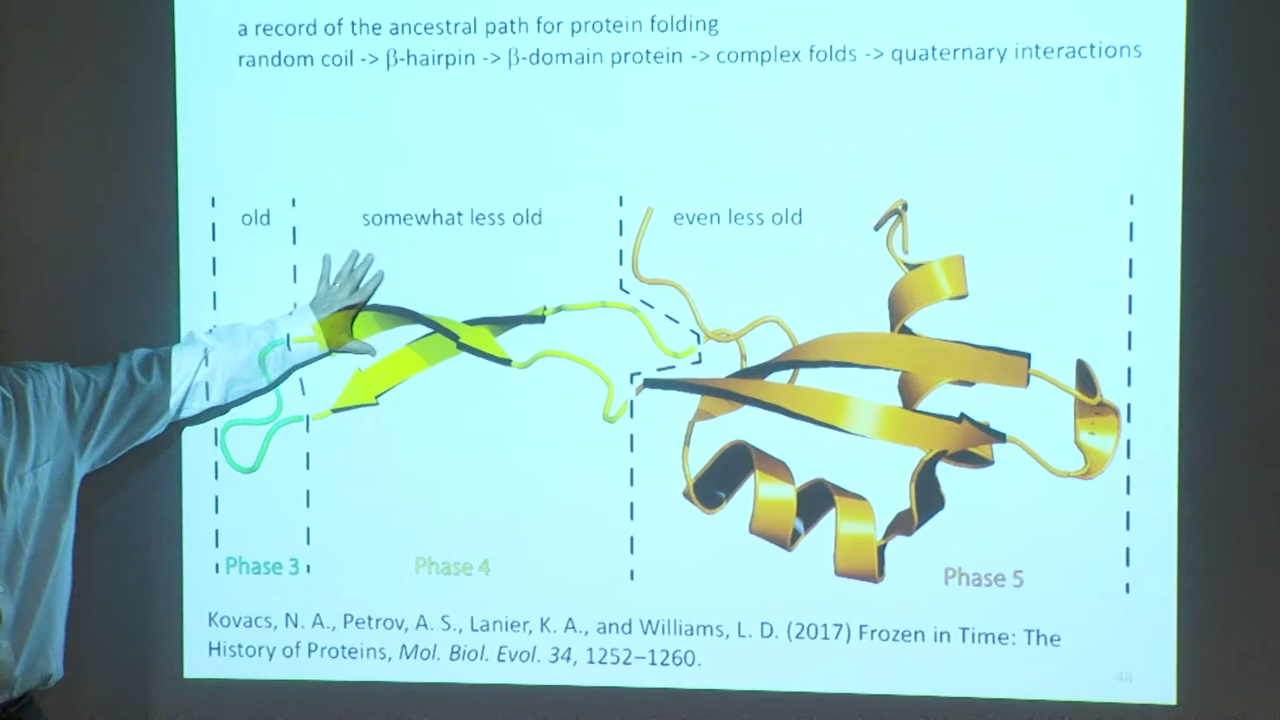 a record of the ancestral path for protein folding
random coil -> β-hairpin -> β-domain protein -> complex folds -> quaternary interactions
old somewhat less old even less old
Phase 3 Phase 4 Phase 5
Kovacs, N. A., Petrov, A. S., Lanier, K. A., and Williams, L. D. (2017) Frozen in Time: The
History of Proteins, Mol. Biol. Evol. 34, 1252–1260.
48